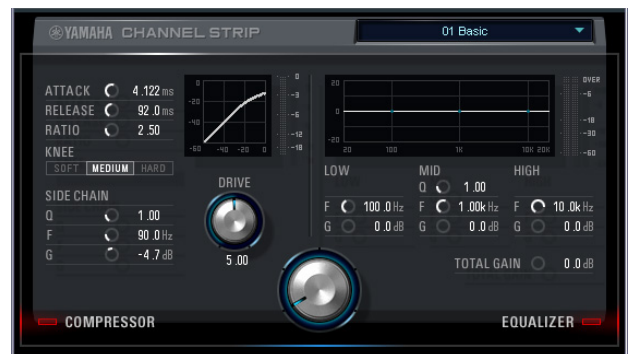 YAMAHA CHANNEL STRIP
01 Basic
ATTACK 4.122 ms
RELEASE 92.0 ms
RATIO 2.50
KNEE
SOFT MEDIUM HARD
SIDE CHAIN
Q 1.00
F 90.0 Hz
G -4.7 dB
0
-20
-40
-60 -40 -20 0
0
-3
-6
-12
-18
DRIVE
5.00
20
0
-20
20 100 1K 10K 20K
OVER
-6
-18
-30
-60
LOW MID HIGH
Q 1.00
F 100.0 Hz F 1.00k Hz F 10.0k Hz
G 0.0 dB G 0.0 dB G 0.0 dB
TOTAL GAIN 0.0 dB
COMPRESSOR
EQUALIZER